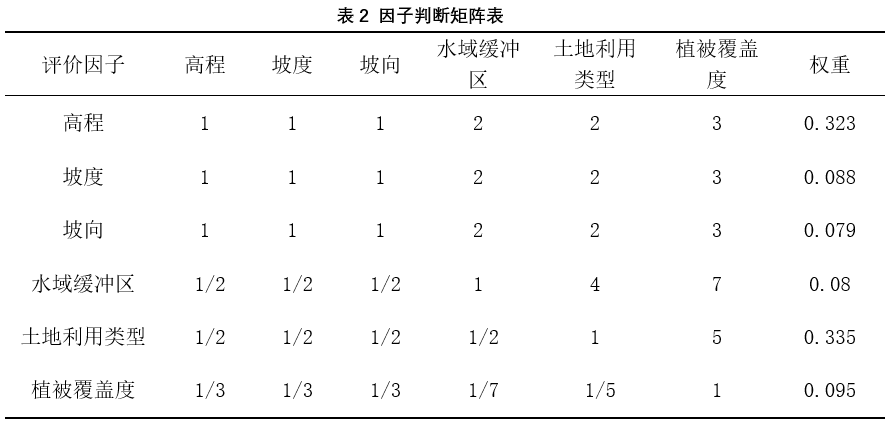 表 2 因子判断矩阵表
评价因子 高程 坡度 坡向 水域缓冲区 土地利用类型 植被覆盖度 权重
高程 1 1 1 2 2 3 0.323
坡度 1 1 1 2 2 3 0.088
坡向 1 1 1 2 2 3 0.079
水域缓冲区 1/2 1/2 1/2 1 4 7 0.08
土地利用类型 1/2 1/2 1/2 1/2 1 5 0.335
植被覆盖度 1/3 1/3 1/3 1/7 1/5 1 0.095